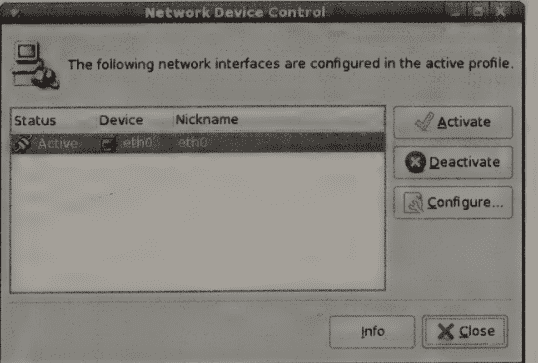 Network Device Control
The following network interfaces are configured in the active profile.
Status Device Nickname
Active eth0 eth0
Activate
Deactivate
Configure...
Info
Close